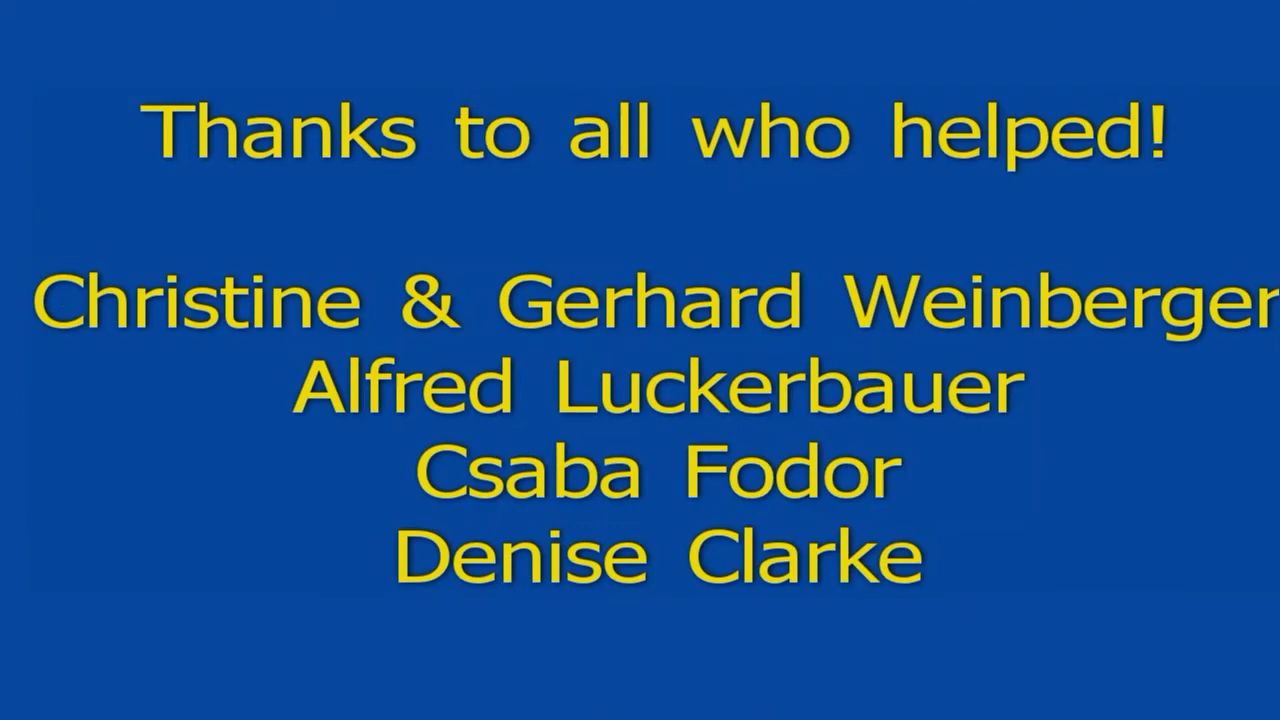 Thanks to all who helped!
Christine & Gerhard Weinberger
Alfred Luckerbauer
Csaba Fodor
Denise Clarke